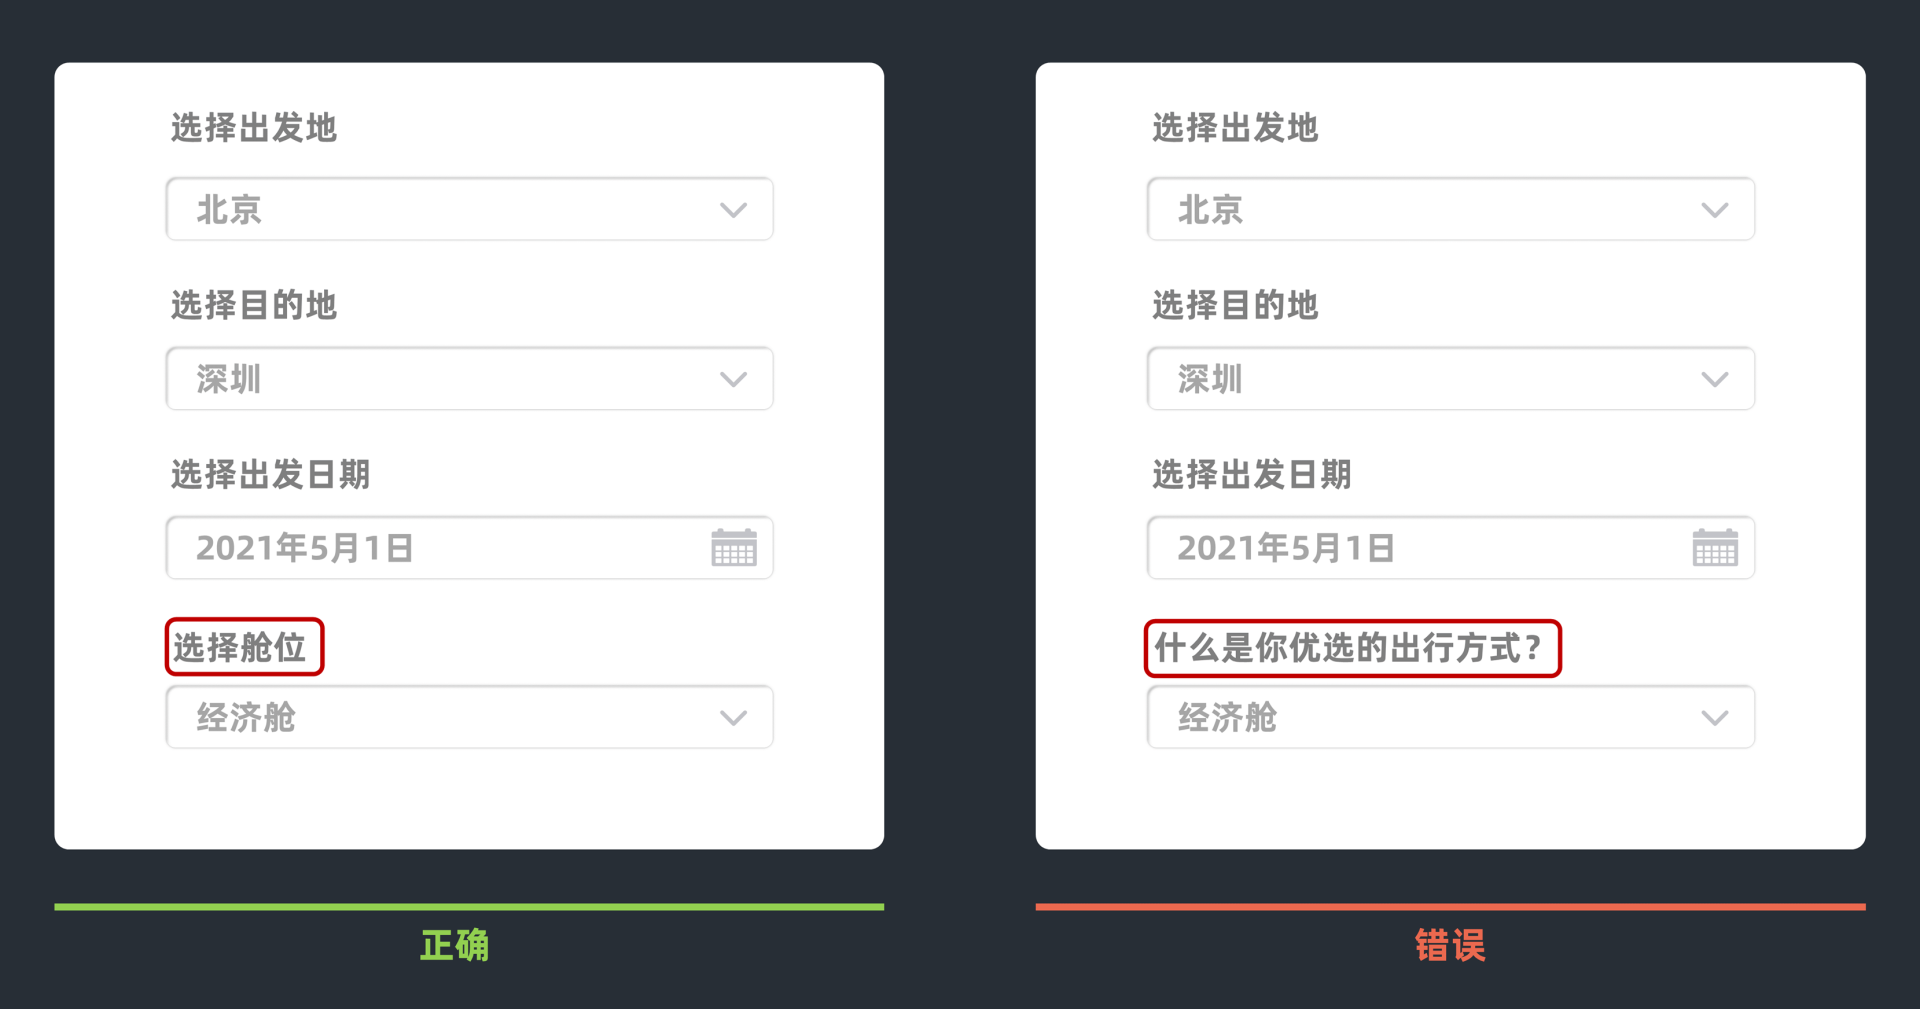 选择出发地
北京
选择目的地
深圳
选择出发日期
2021年5月1日
选择舱位
经济舱
正确
选择出发地
北京
选择目的地
深圳
选择出发日期
2021年5月1日
什么是你优选的出行方式？
经济舱
错误